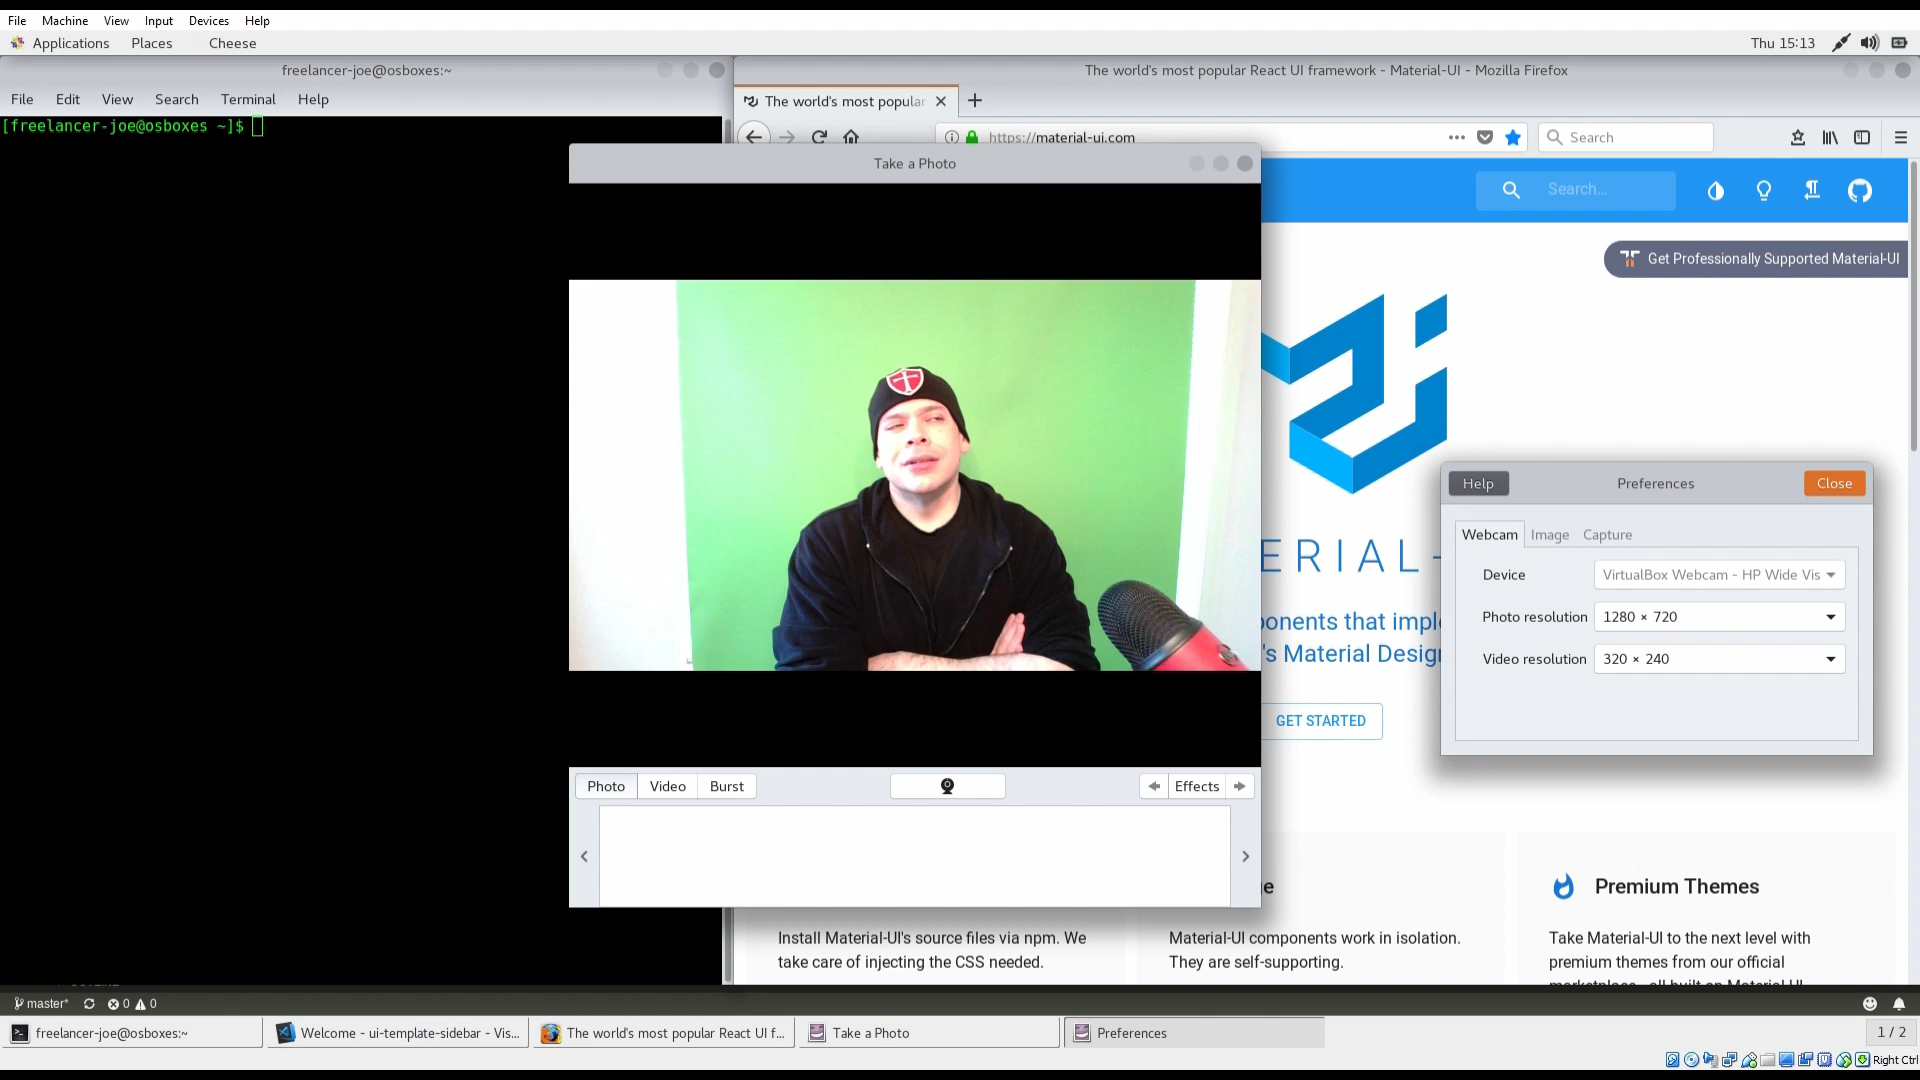 File Machine View Input Devices Help
Applications Places Cheese Thu 15:13
freelancer-joe@osboxes:~
File Edit View Search Terminal Help
[freelancer-joe@osboxes ~]$
The world's most popular React UI framework - Material-UI - Mozilla Firefox
The world's most popular
https://material-ui.com
Search
Search...
Get Professionally Supported Material-UI
ERIAL-
onents that imple
's Material Design
GET STARTED
Premium Themes
Install Material-UI's source files via npm. We
take care of injecting the CSS needed.
Material-UI components work in isolation.
They are self-supporting.
Take Material-UI to the next level with
premium themes from our official
Take a Photo
Photo Video Burst
Effects
Help Preferences Close
Webcam Image Capture
Device VirtualBox Webcam - HP Wide Vis
Photo resolution 1280 × 720
Video resolution 320 × 240
master* 0 0
freelancer-joe@osboxes:~
Welcome - ui-template-sidebar - Vis...
The world's most popular React UI f...
Take a Photo
Preferences
1 / 2
Right Ctrl